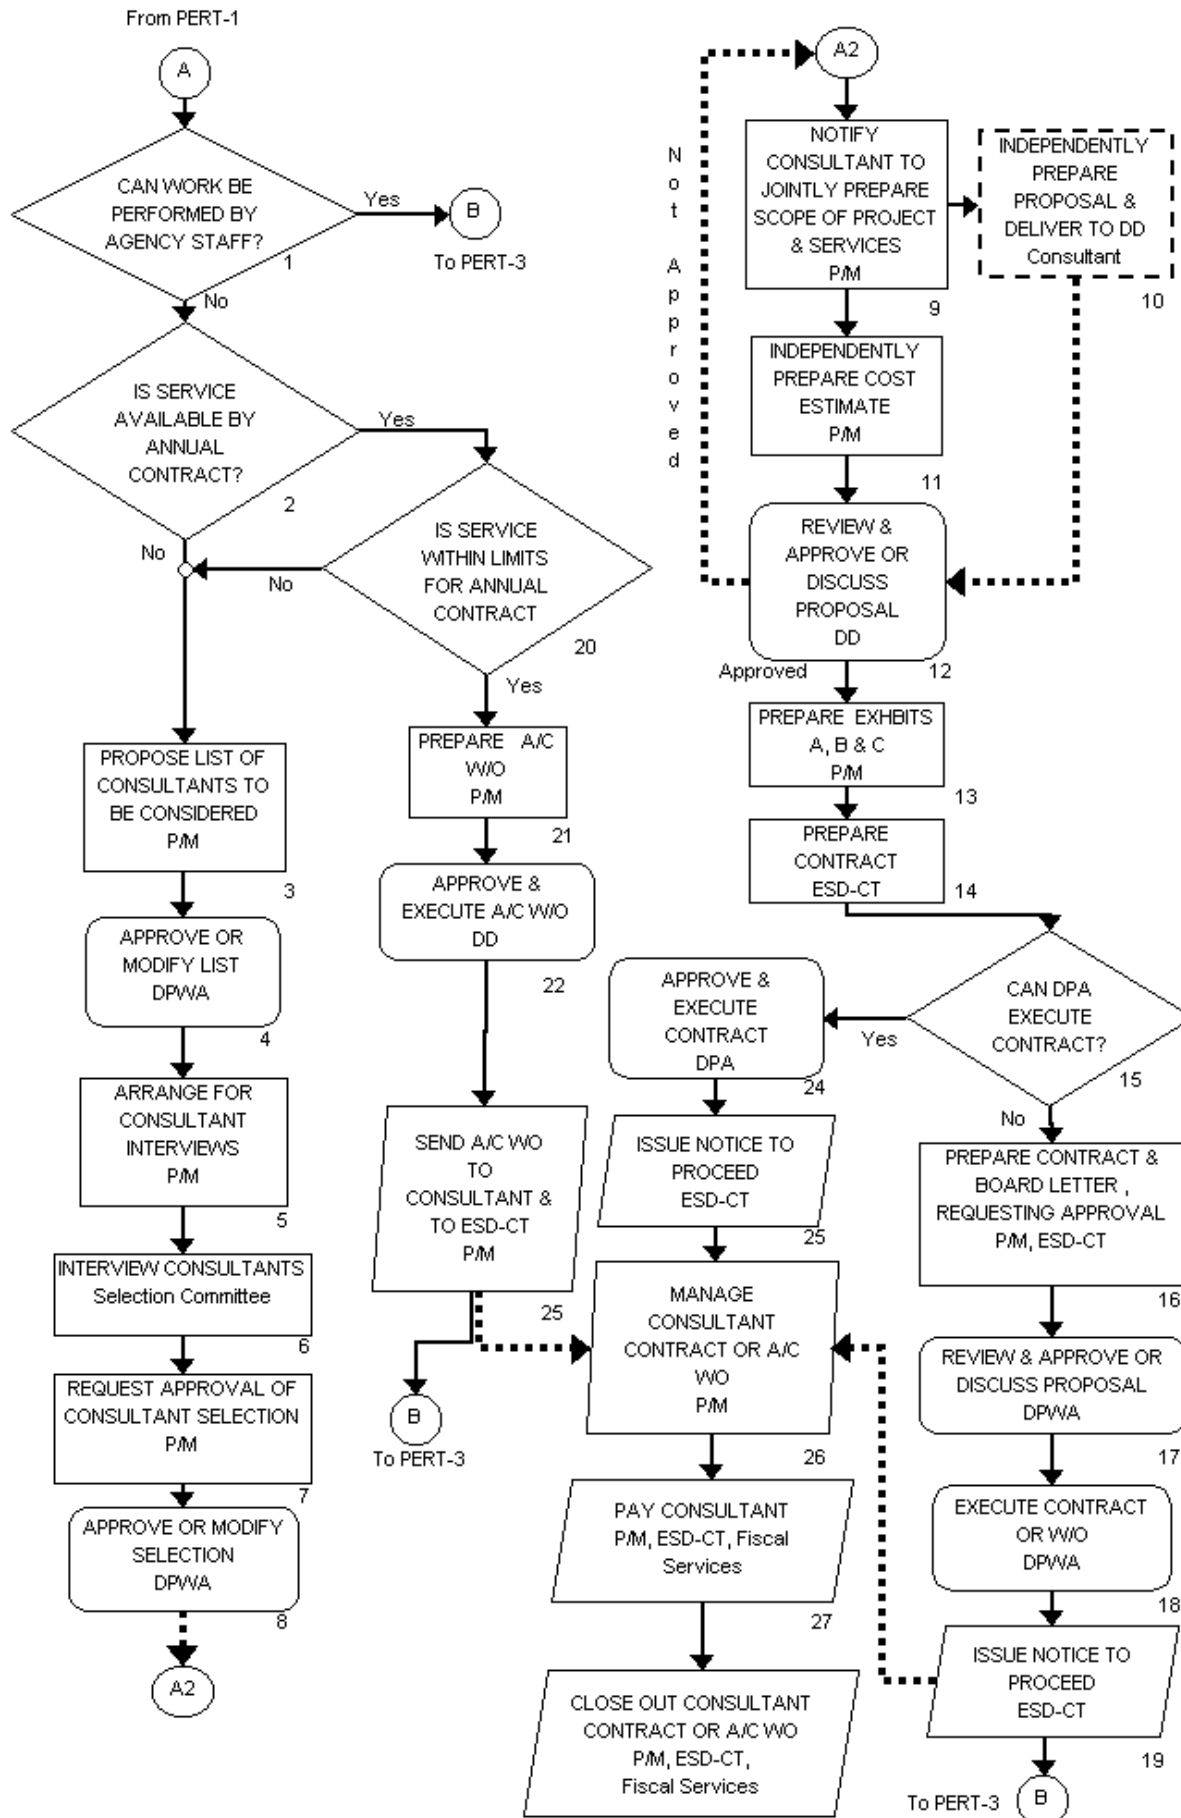 From PERT-1
A
CAN WORK BE
PERFORMED BY
AGENCY STAFF?
1
Yes
B
To PERT-3
No
IS SERVICE
AVAILABLE BY
ANNUAL
CONTRACT?
2
Yes
No
IS SERVICE
WITHIN LIMITS
FOR ANNUAL
CONTRACT
20
No
Yes
PROPOSE LIST OF
CONSULTANTS TO
BE CONSIDERED
P/M
3
APPROVE OR
MODIFY LIST
DPWA
4
ARRANGE FOR
CONSULTANT
INTERVIEWS
P/M
5
INTERVIEW CONSULTANTS
Selection Committee
6
REQUEST APPROVAL OF
CONSULTANT SELECTION
P/M
7
APPROVE OR MODIFY
SELECTION
DPWA
8
A2
PREPARE A/C
W/O
P/M
21
APPROVE &
EXECUTE A/C W/O
DD
22
SEND A/C WO
TO
CONSULTANT &
TO ESD-CT
P/M
25
B
To PERT-3
A2
Not Approved
NOTIFY
CONSULTANT TO
JOINTLY PREPARE
SCOPE OF PROJECT
& SERVICES
P/M
9
INDEPENDENTLY
PREPARE
PROPOSAL &
DELIVER TO DD
Consultant
10
INDEPENDENTLY
PREPARE COST
ESTIMATE
P/M
11
REVIEW &
APPROVE OR
DISCUSS
PROPOSAL
DD
12
Approved
PREPARE EXHBITS
A, B & C
P/M
13
PREPARE
CONTRACT
ESD-CT
14
CAN DPA
EXECUTE
CONTRACT?
15
Yes
No
APPROVE &
EXECUTE
CONTRACT
DPA
24
ISSUE NOTICE TO
PROCEED
ESD-CT
25
MANAGE
CONSULTANT
CONTRACT OR A/C
WO
P/M
26
PAY CONSULTANT
P/M, ESD-CT, Fiscal
Services
27
CLOSE OUT CONSULTANT
CONTRACT OR A/C WO
P/M, ESD-CT,
Fiscal Services
PREPARE CONTRACT &
BOARD LETTER ,
REQUESTING APPROVAL
P/M, ESD-CT
16
REVIEW & APPROVE OR
DISCUSS PROPOSAL
DPWA
17
EXECUTE CONTRACT
OR W/O
DPWA
18
ISSUE NOTICE TO
PROCEED
ESD-CT
19
To PERT-3
B